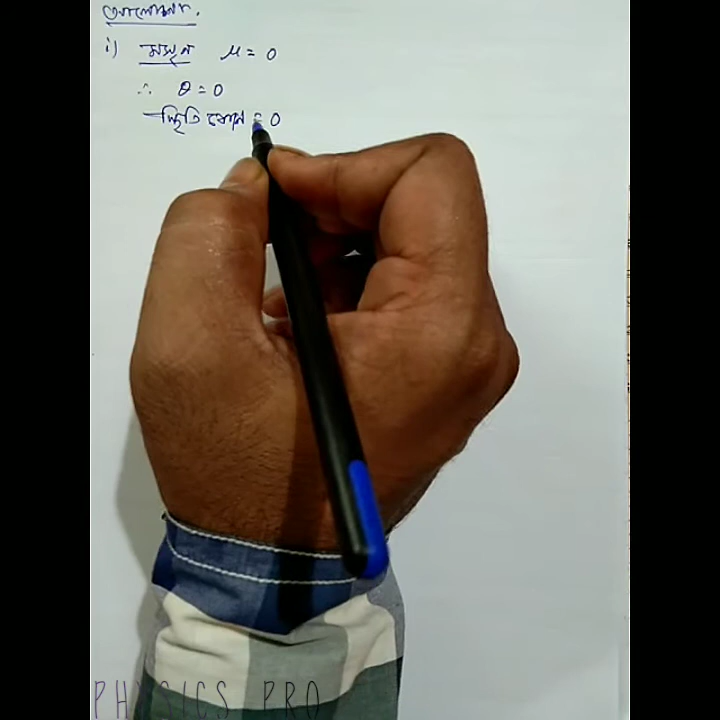 আলোচনা.
i) মসৃন μ = 0
∴ θ = 0
স্থিতি কোন = 0
PHYSICS PRO